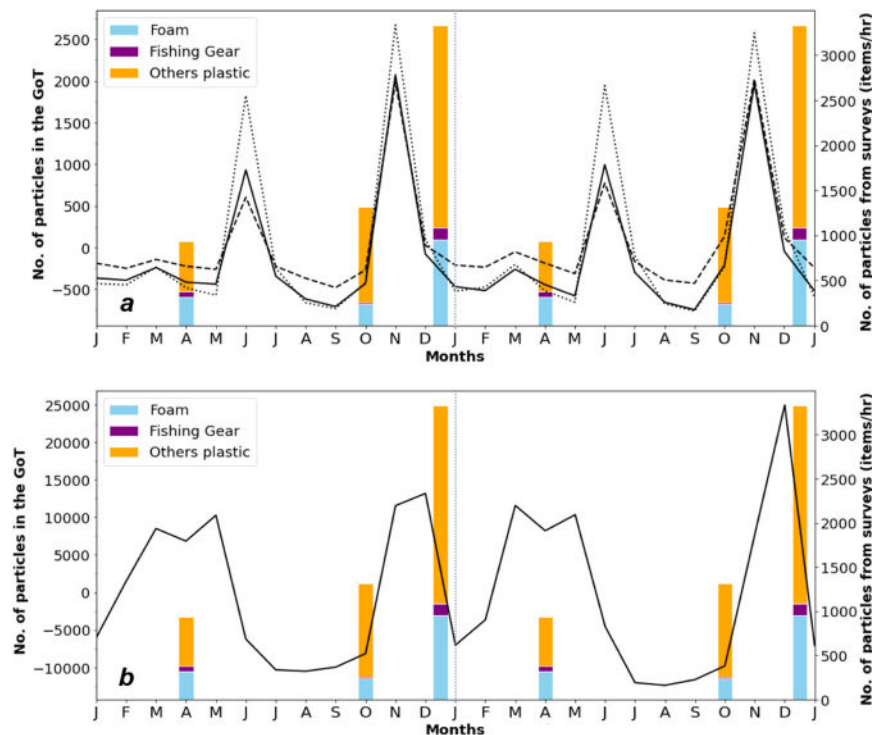 Foam
Fishing Gear
Others plastic
2500
2000
1500
1000
500
0
−500
No. of particles in the GoT
3000
2500
2000
1500
1000
500
0
No. of particles from surveys (items/hr)
a
J F M A M J J A S O N D J F M A M J J A S O N D J
Months
Foam
Fishing Gear
Others plastic
25000
20000
15000
10000
5000
0
−5000
−10000
No. of particles in the GoT
3000
2500
2000
1500
1000
500
0
No. of particles from surveys (items/hr)
b
J F M A M J J A S O N D J F M A M J J A S O N D J
Months